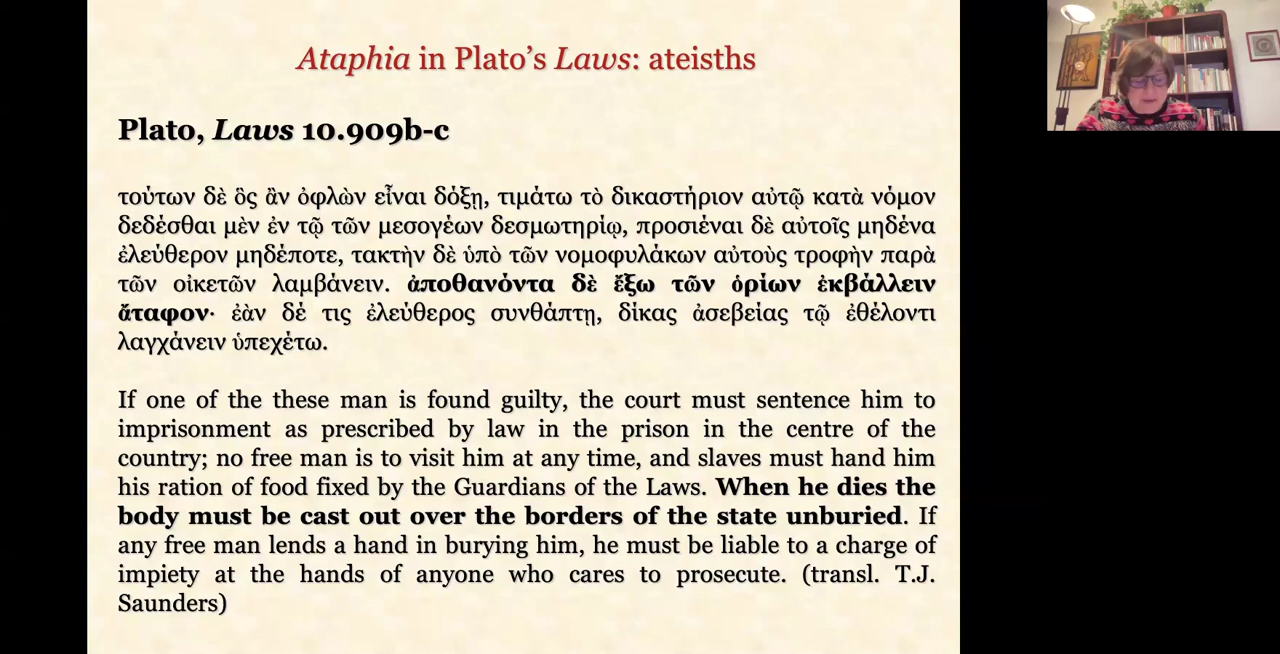 Ataphia in Plato's Laws: ateisths
Plato, Laws 10.909b-c
τούτων δὲ ὃς ἂν ὀφλὼν εἶναι δόξῃ, τιμάτω τὸ δικαστήριον αὐτῷ κατὰ νόμον
δεδέσθαι μὲν ἐν τῷ τῶν μεσογέων δεσμωτηρίῳ, προσιέναι δὲ αὐτοῖς μηδένα
ἐλεύθερον μηδέποτε, τακτὴν δὲ ὑπὸ τῶν νομοφυλάκων αὐτοὺς τροφὴν παρὰ
τῶν οἰκετῶν λαμβάνειν. ἀποθανόντα δὲ ἔξω τῶν ὁρίων ἐκβάλλειν
ἄταφον· ἐὰν δέ τις ἐλεύθερος συνθάπτῃ, δίκας ἀσεβείας τῷ ἐθέλοντι
λαγχάνειν ὑπεχέτω.
If one of the these man is found guilty, the court must sentence him to
imprisonment as prescribed by law in the prison in the centre of the
country; no free man is to visit him at any time, and slaves must hand him
his ration of food fixed by the Guardians of the Laws. When he dies the
body must be cast out over the borders of the state unburied. If
any free man lends a hand in burying him, he must be liable to a charge of
impiety at the hands of anyone who cares to prosecute. (transl. T.J.
Saunders)